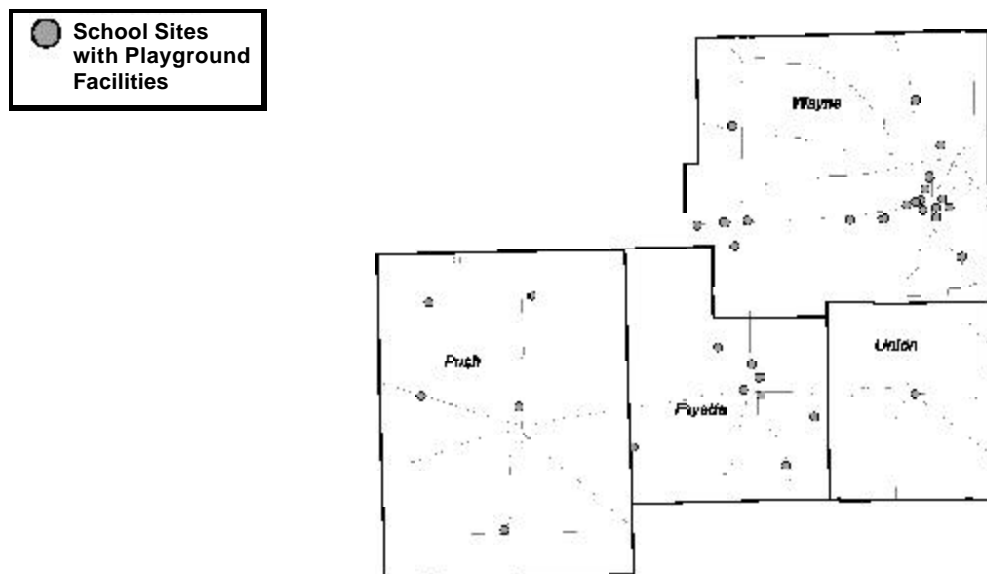 School Sites
with Playground
Facilities
Wayne
Union
Rush
Fayette